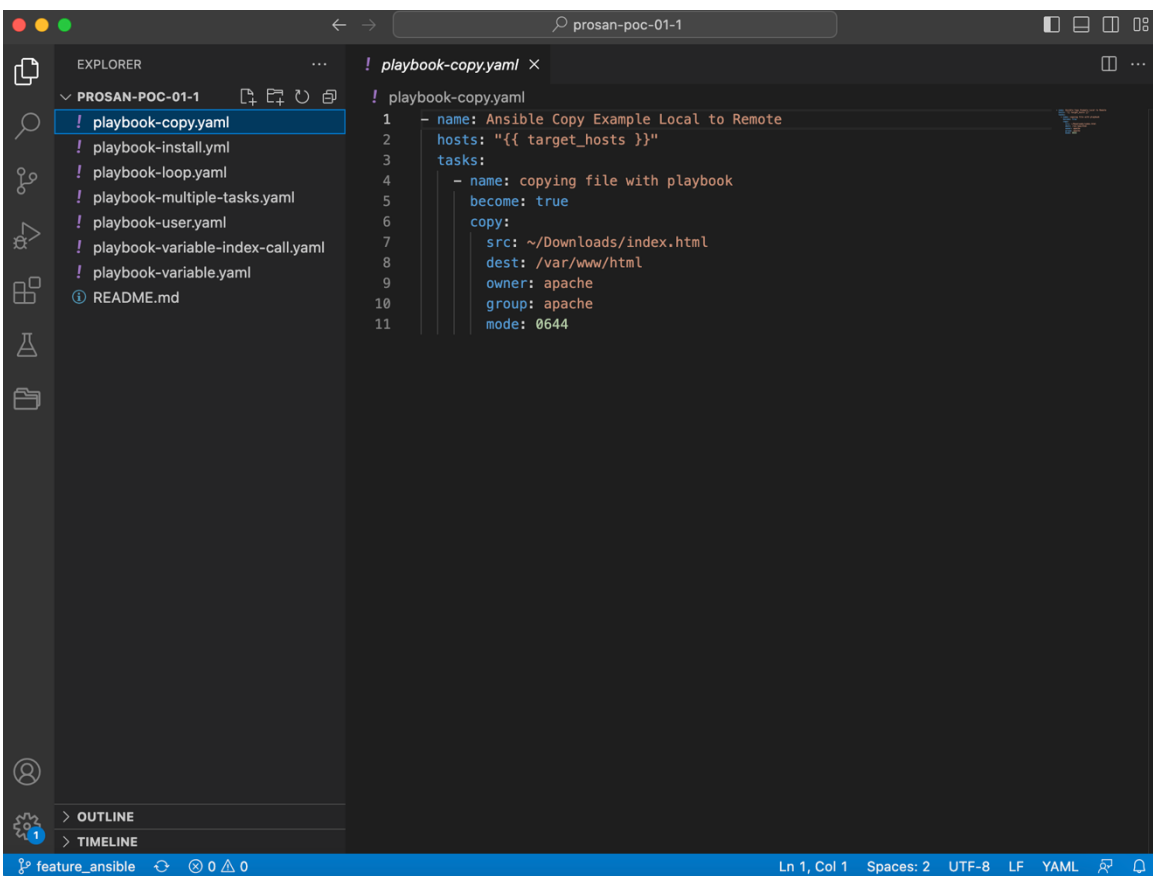 prosan-poc-01-1
EXPLORER
PROSAN-POC-01-1
playbook-copy.yaml
playbook-install.yml
playbook-loop.yaml
playbook-multiple-tasks.yaml
playbook-user.yaml
playbook-variable-index-call.yaml
playbook-variable.yaml
README.md
OUTLINE
TIMELINE
! playbook-copy.yaml
! playbook-copy.yaml
1 - name: Ansible Copy Example Local to Remote
2 hosts: "{{ target_hosts }}"
3 tasks:
4 - name: copying file with playbook
5 become: true
6 copy:
7 src: ~/Downloads/index.html
8 dest: /var/www/html
9 owner: apache
10 group: apache
11 mode: 0644
1
feature_ansible 0 0 Ln 1, Col 1 Spaces: 2 UTF-8 LF YAML